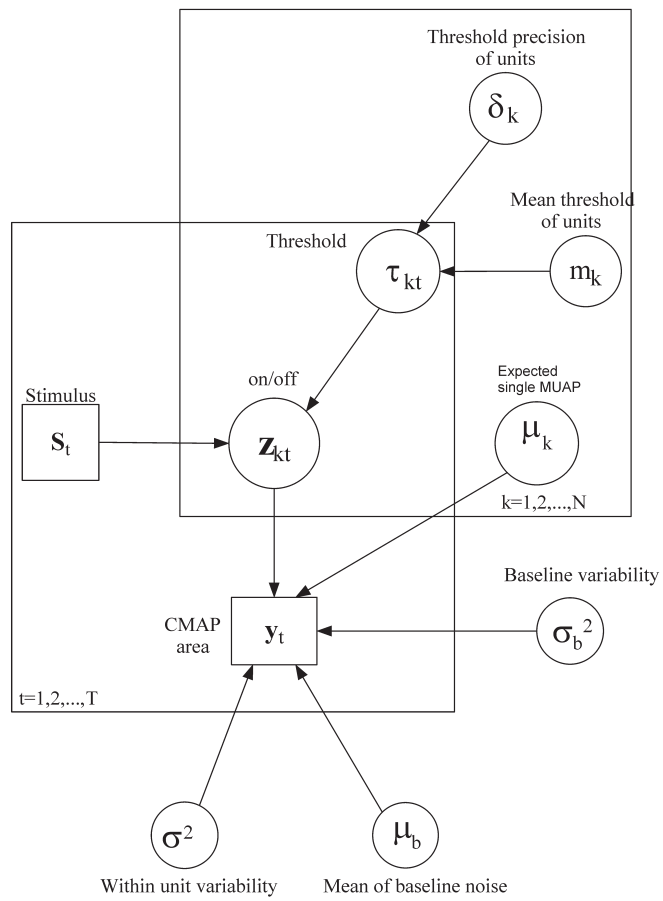 Threshold precision
of units
δk
Mean threshold
of units
Threshold
τkt
mk
Expected
single MUAP
on/off
Stimulus
St
zkt
μk
k=1,2,...,N
Baseline variability
CMAP
area
yt
σb²
t=1,2,...,T
σ²
μb
Within unit variability
Mean of baseline noise